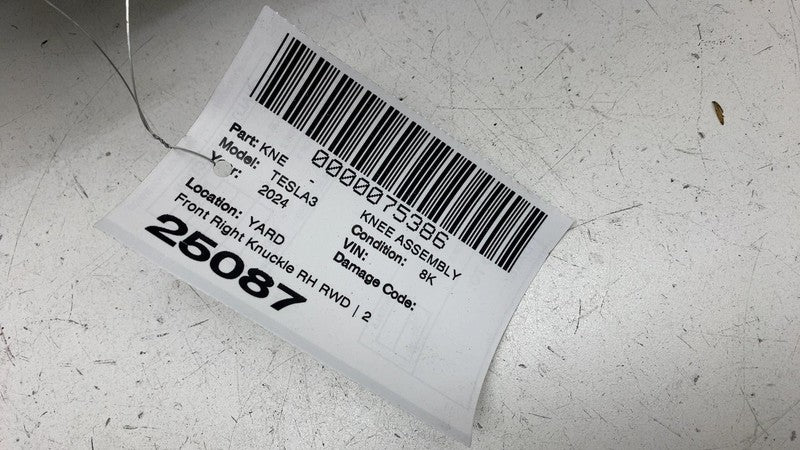 0000075386
Part: KNE - KNEE ASSEMBLY
Model: TESLA3 Condition: 8K
Year: 2024 VIN:
Damage Code:
Location: YARD
Front Right Knuckle RH RWD | 2
25087